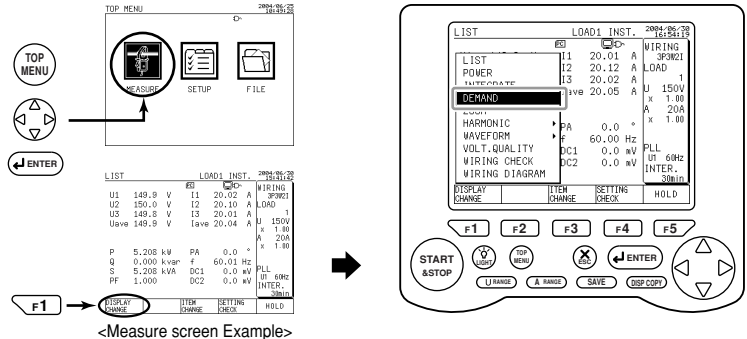 TOP MENU
2004/06/25
10:49:28
TOP
MENU
MEASURE
SETUP
FILE
ENTER
LIST
LOAD1 INST.
2004/06/30
15:41:42
PC
WIRING
3P3W2I
U1 149.9 V I1 20.02 A
U2 150.0 V I2 20.10 A
LOAD
1
U3 149.8 V I3 20.01 A
Uave 149.9 V Iave 20.04 A
U 150V
x 1.00
A 20A
x 1.00
P 5.208 kW PA 0.0 °
Q 0.000 kvar f 60.01 Hz
S 5.208 kVA DC1 0.0 mV
PF 1.000 DC2 0.0 mV
PLL
U1 60Hz
INTER.
30min
F1
DISPLAY
CHANGE
ITEM
CHANGE
SETTING
CHECK
HOLD
<Measure screen Example>
LIST
LOAD1 INST.
2004/06/30
16:54:19
PC
WIRING
3P3W2I
LOAD
1
U 150V
x 1.00
A 20A
x 1.00
PLL
U1 60Hz
INTER.
30min
I1 20.01 A
I2 20.12 A
I3 20.02 A
ave 20.05 A
PA 0.0 °
f 60.00 Hz
DC1 0.0 mV
DC2 0.0 mV
LIST
POWER
INTEGRATE
DEMAND
ZOOM
HARMONIC
WAVEFORM
VOLT.QUALITY
WIRING CHECK
WIRING DIAGRAM
DISPLAY
CHANGE
ITEM
CHANGE
SETTING
CHECK
HOLD
F1 F2 F3 F4 F5
START
&STOP
LIGHT
TOP
MENU
ESC
ENTER
U RANGE
A RANGE
SAVE
DISP COPY